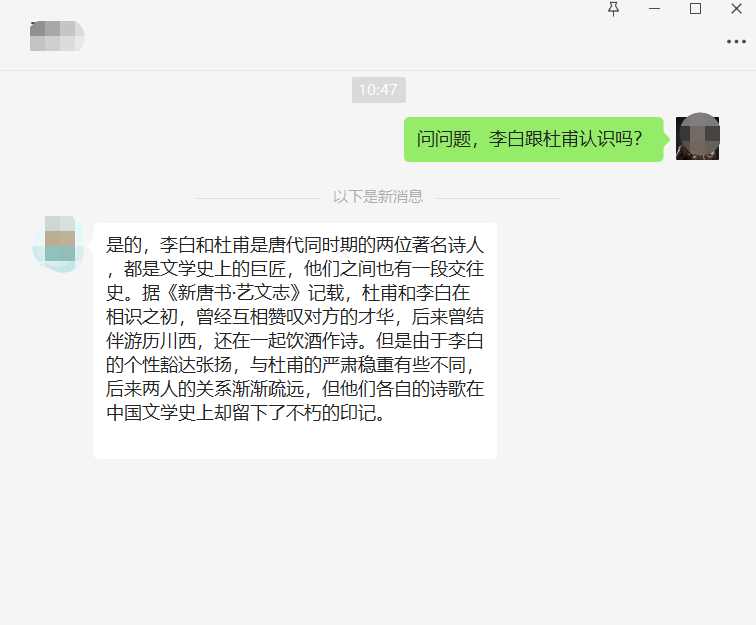 10:47
问问题，李白跟杜甫认识吗？
以下是新消息
是的，李白和杜甫是唐代同时期的两位著名诗人
，都是文学史上的巨匠，他们之间也有一段交往
史。据《新唐书·艺文志》记载，杜甫和李白在
相识之初，曾经互相赞叹对方的才华，后来曾结
伴游历川西，还在一起饮酒作诗。但是由于李白
的个性豁达张扬，与杜甫的严肃稳重有些不同，
后来两人的关系渐渐疏远，但他们各自的诗歌在
中国文学史上却留下了不朽的印记。